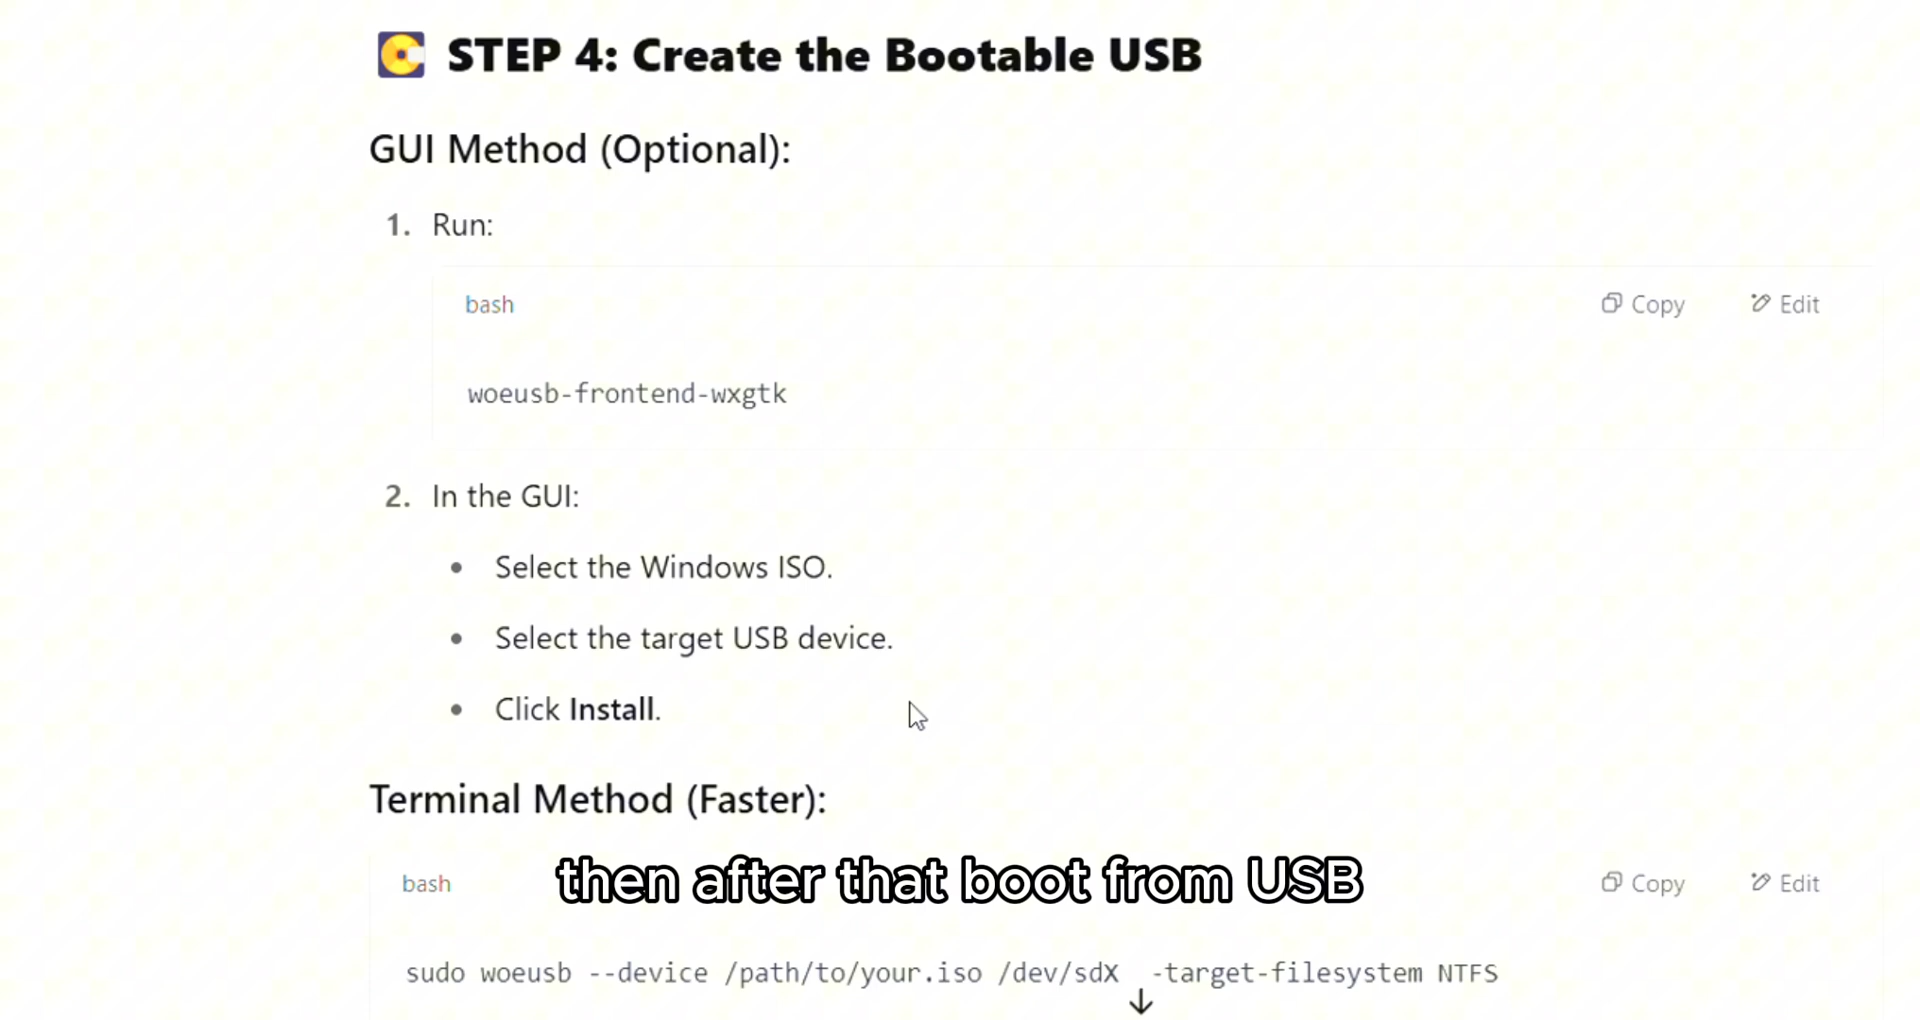 STEP 4: Create the Bootable USB
GUI Method (Optional):
1. Run:
bash
Copy
Edit
woeusb-frontend-wxgtk
2. In the GUI:
• Select the Windows ISO.
• Select the target USB device.
• Click Install.
Terminal Method (Faster):
bash
Copy
Edit
then after that boot from USB
sudo woeusb --device /path/to/your.iso /dev/sdX -target-filesystem NTFS